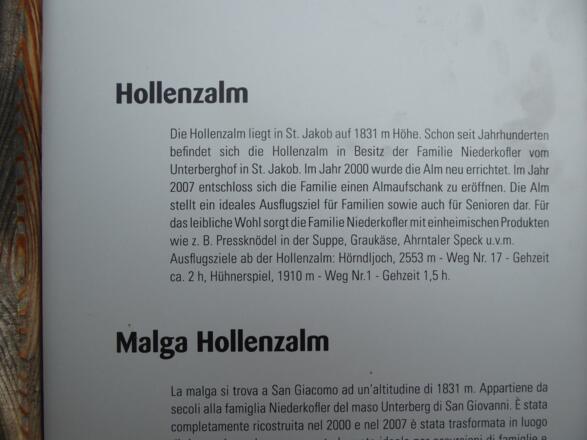 Hollenzalm
Die Hollenzalm liegt in St. Jakob auf 1831 m Höhe. Schon seit Jahrhunderten
befindet sich die Hollenzalm in Besitz der Familie Niederkofler vom
Unterberghof in St. Jakob. Im Jahr 2000 wurde die Alm neu errichtet. Im Jahr
2007 entschloss sich die Familie einen Almaufschank zu eröffnen. Die Alm
stellt ein ideales Ausflugsziel für Familien sowie auch für Senioren dar. Für
das leibliche Wohl sorgt die Familie Niederkofler mit einheimischen Produkten
wie z. B. Pressknödel in der Suppe, Graukäse, Ahrntaler Speck u.v.m.
Ausflugsziele ab der Hollenzalm: Hörndljoch, 2553 m - Weg Nr. 17 - Gehzeit
ca. 2 h, Hühnerspiel, 1910 m - Weg Nr.1 - Gehzeit 1,5 h.
Malga Hollenzalm
La malga si trova a San Giacomo ad un'altitudine di 1831 m. Appartiene da
secoli alla famiglia Niederkofler del maso Unterberg di San Giovanni. È stata
completamente ricostruita nel 2000 e nel 2007 è stata trasformata in luogo